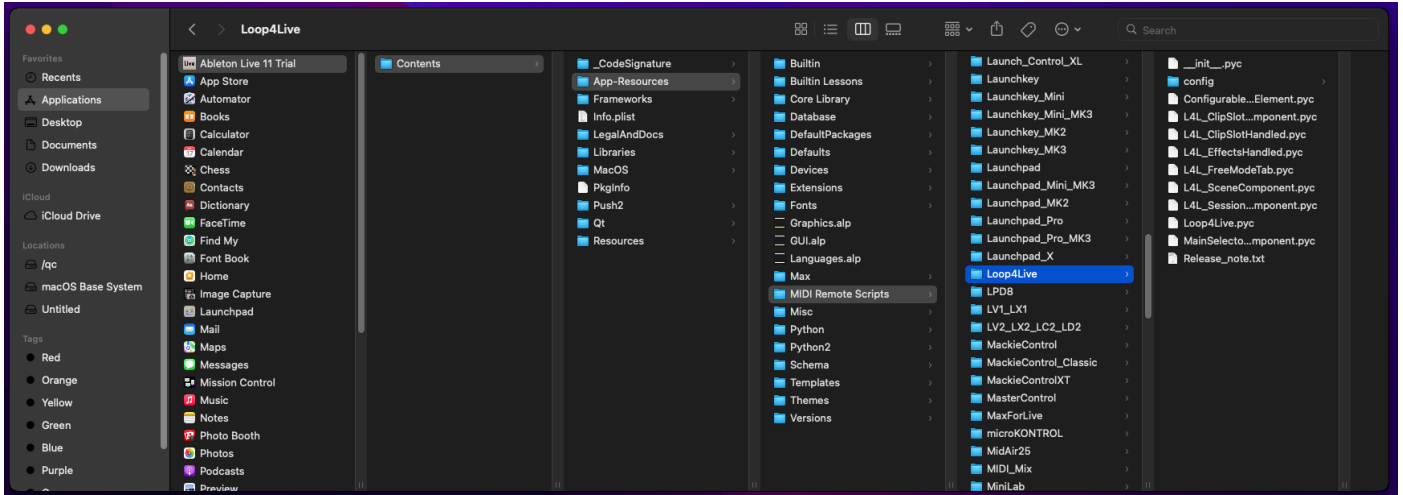 Loop4Live
Search
Favorites
Recents
Applications
Desktop
Documents
Downloads
iCloud
iCloud Drive
Locations
/qc
macOS Base System
Untitled
Tags
Red
Orange
Yellow
Green
Blue
Purple
Ableton Live 11 Trial
App Store
Automator
Books
Calculator
Calendar
Chess
Contacts
Dictionary
FaceTime
Find My
Font Book
Home
Image Capture
Launchpad
Mail
Maps
Messages
Mission Control
Music
Notes
Photo Booth
Photos
Podcasts
Preview
Contents
_CodeSignature
App-Resources
Frameworks
Info.plist
LegalAndDocs
Libraries
MacOS
PkgInfo
Push2
Qt
Resources
Builtin
Builtin Lessons
Core Library
Database
DefaultPackages
Defaults
Devices
Extensions
Fonts
Graphics.alp
GUI.alp
Languages.alp
Max
MIDI Remote Scripts
Misc
Python
Python2
Schema
Templates
Themes
Versions
Launch_Control_XL
Launchkey
Launchkey_Mini
Launchkey_Mini_MK3
Launchkey_MK2
Launchkey_MK3
Launchpad
Launchpad_Mini_MK3
Launchpad_MK2
Launchpad_Pro
Launchpad_Pro_MK3
Launchpad_X
Loop4Live
LPD8
LV1_LX1
LV2_LX2_LC2_LD2
MackieControl
MackieControl_Classic
MackieControlXT
MasterControl
MaxForLive
microKONTROL
MidAir25
MIDI_Mix
MiniLab
__init__.pyc
config
Configurable...Element.pyc
L4L_ClipSlot...mponent.pyc
L4L_ClipSlotHandled.pyc
L4L_EffectsHandled.pyc
L4L_FreeModeTab.pyc
L4L_SceneComponent.pyc
L4L_Session...mponent.pyc
Loop4Live.pyc
MainSelecto...mponent.pyc
Release_note.txt